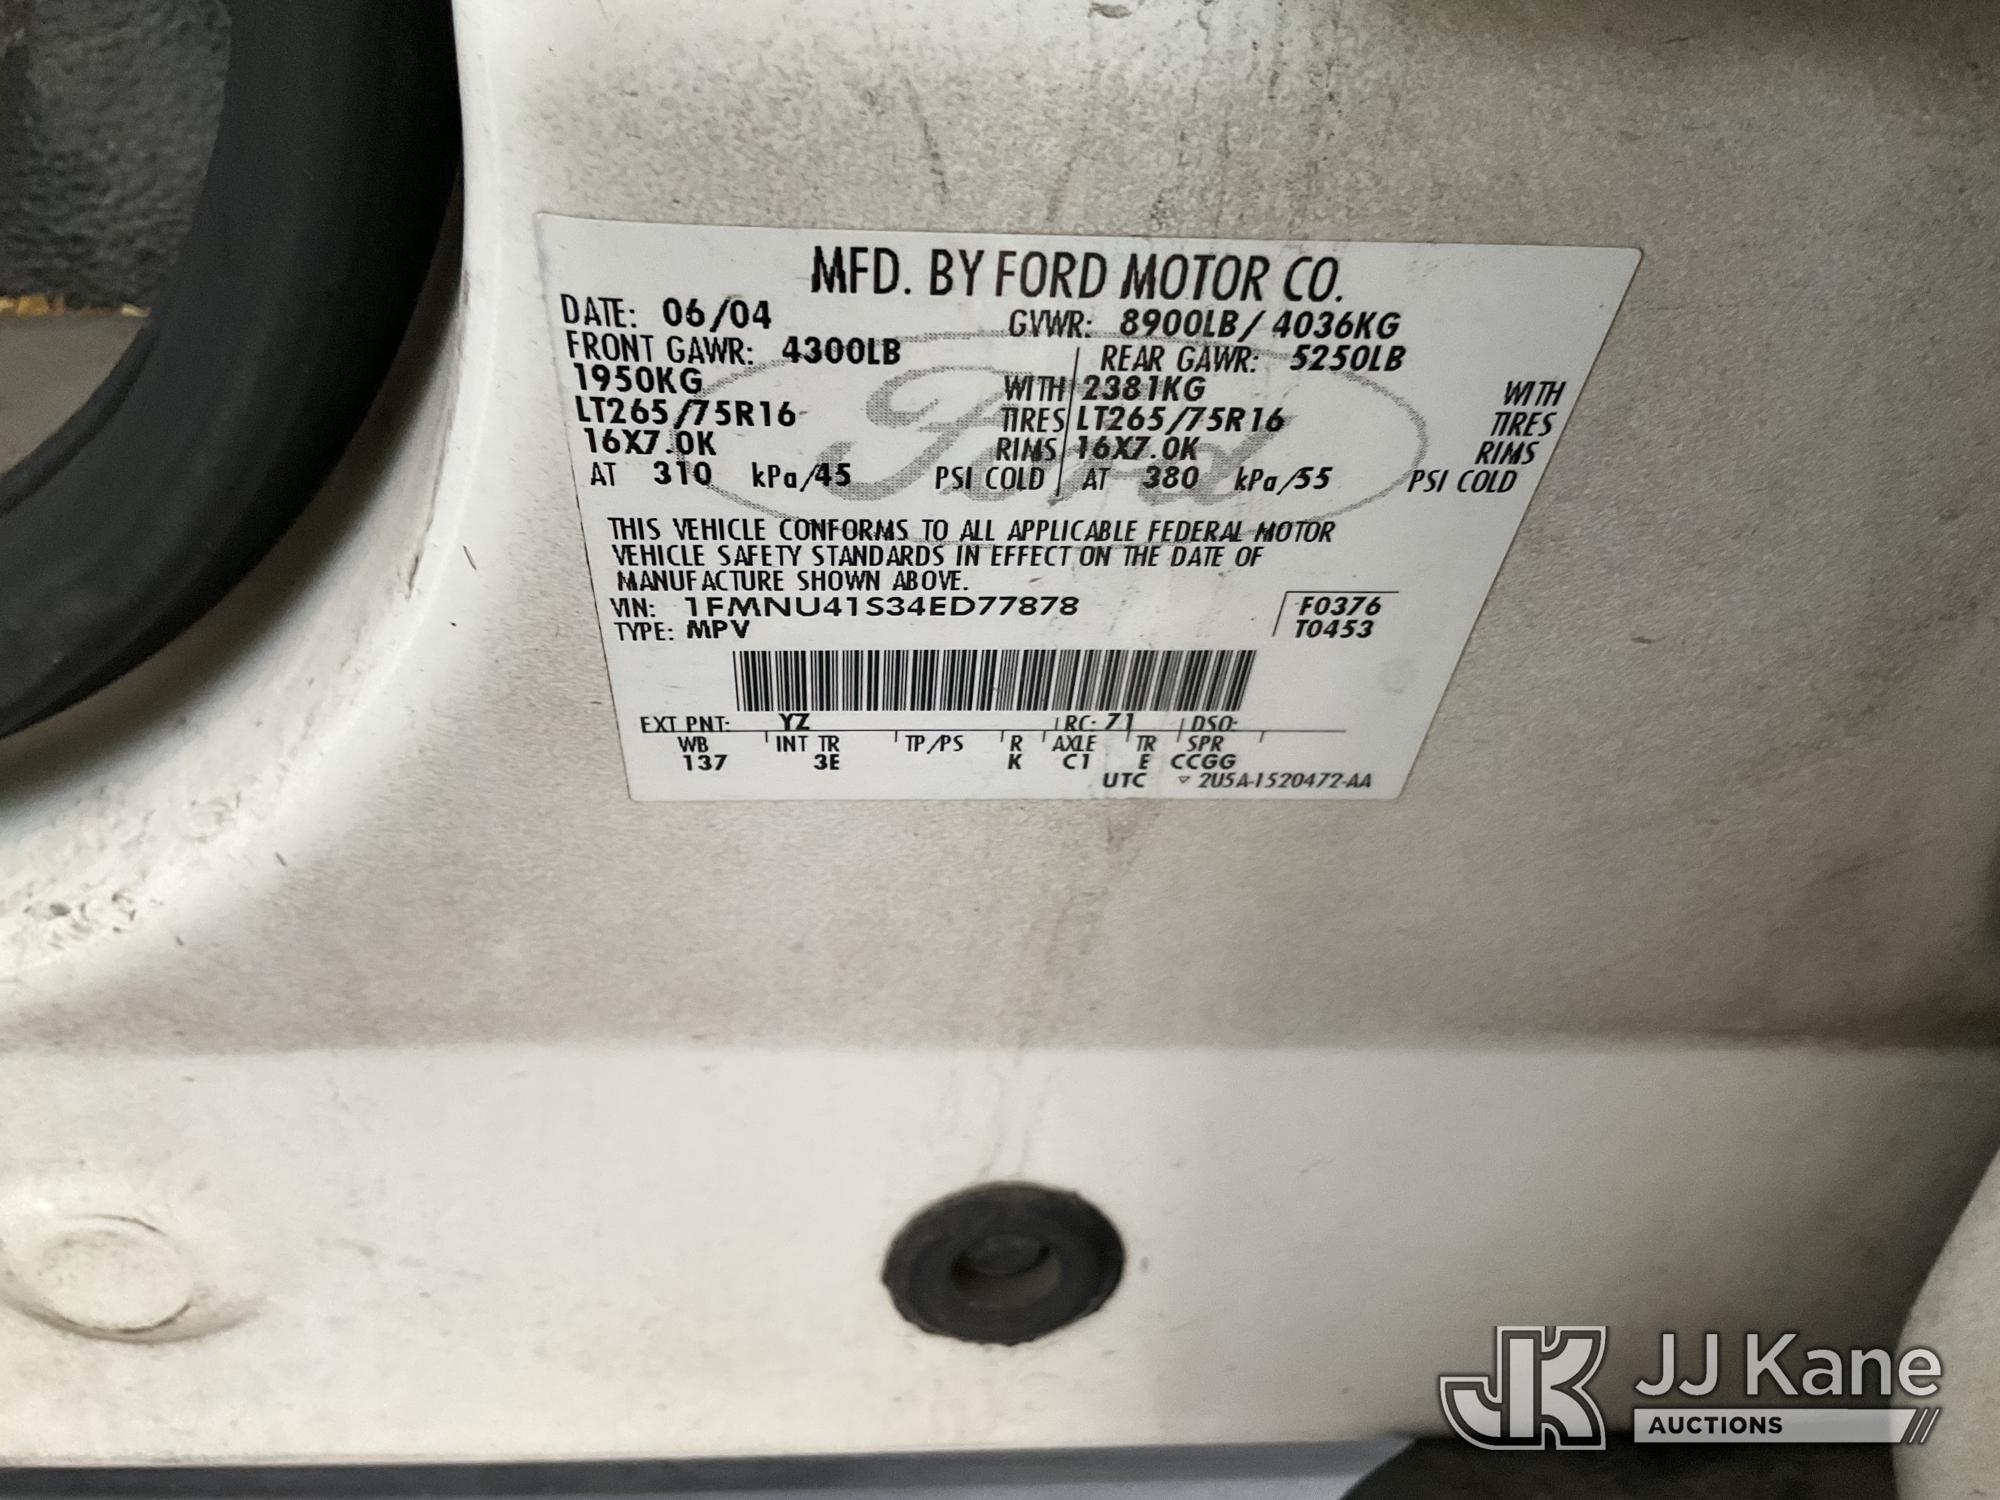 MFD. BY FORD MOTOR CO.
DATE: 06/04 GVWR: 8900LB/ 4036KG
FRONT GAWR: 4300LB REAR GAWR: 5250LB
1950KG WITH 2381KG WITH
LT265/75R16 TIRES LT265/75R16 TIRES
16X7.0K RIMS 16X7.0K RIMS
AT 310 kPa/45 PSI COLD AT 380 kPa/55 PSI COLD
Ford
THIS VEHICLE CONFORMS TO ALL APPLICABLE FEDERAL MOTOR
VEHICLE SAFETY STANDARDS IN EFFECT ON THE DATE OF
MANUFACTURE SHOWN ABOVE.
VIN: 1FMNU41S34ED77878 F0376
TYPE: MPV T0453
EXT PNT: YZ RC: 71 DSO:
WB INT TR TP/PS R AXLE TR SPR
137 3E K C1 E CCGG
UTC ▽ 2U5A-1520472-AA
JK JJ Kane
AUCTIONS